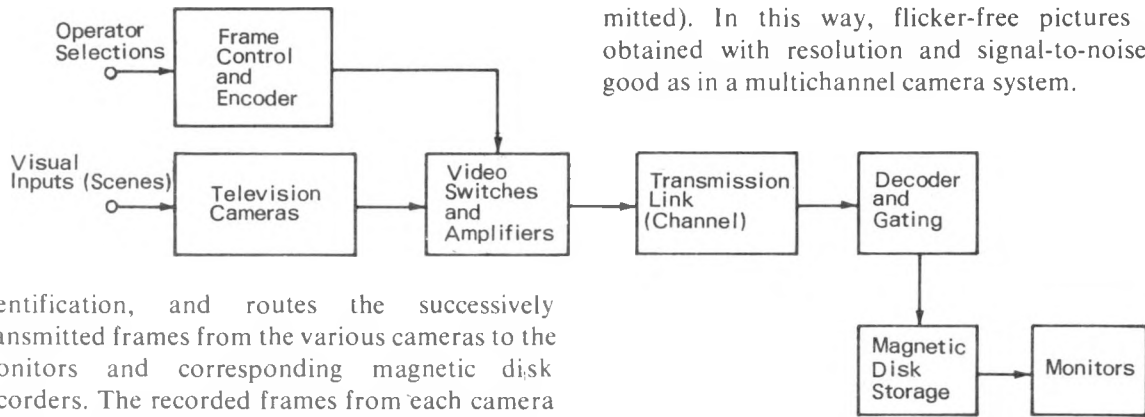 mitted). In this way, flicker-free pictures
obtained with resolution and signal-to-noise
good as in a multichannel camera system.
Operator
Selections
Frame
Control
and
Encoder
Visual
Inputs (Scenes)
Television
Cameras
Video
Switches
and
Amplifiers
Transmission
Link
(Channel)
Decoder
and
Gating
Magnetic
Disk
Storage
Monitors
entification, and routes the successively
ansmitted frames from the various cameras to the
onitors and corresponding magnetic disk
corders. The recorded frames from each camera